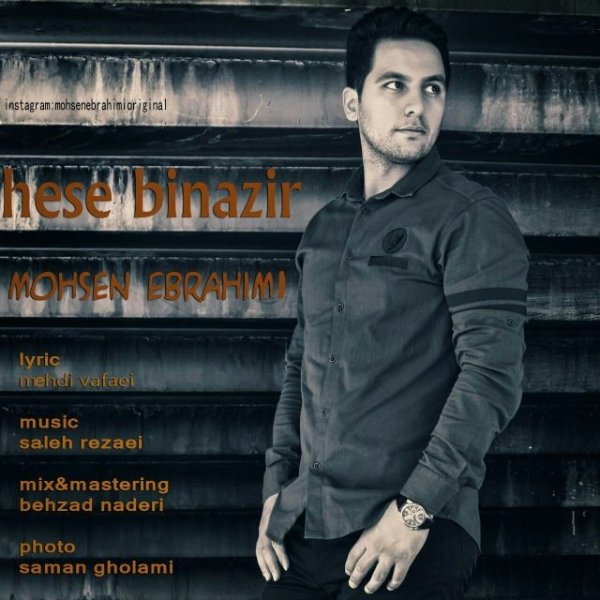 instagram:mohsenebrahimioriginal
hese binazir
MOHSEN EBRAHIMI
lyric
mehdi vafaei
music
saleh rezaei
mix&mastering
behzad naderi
photo
saman gholami